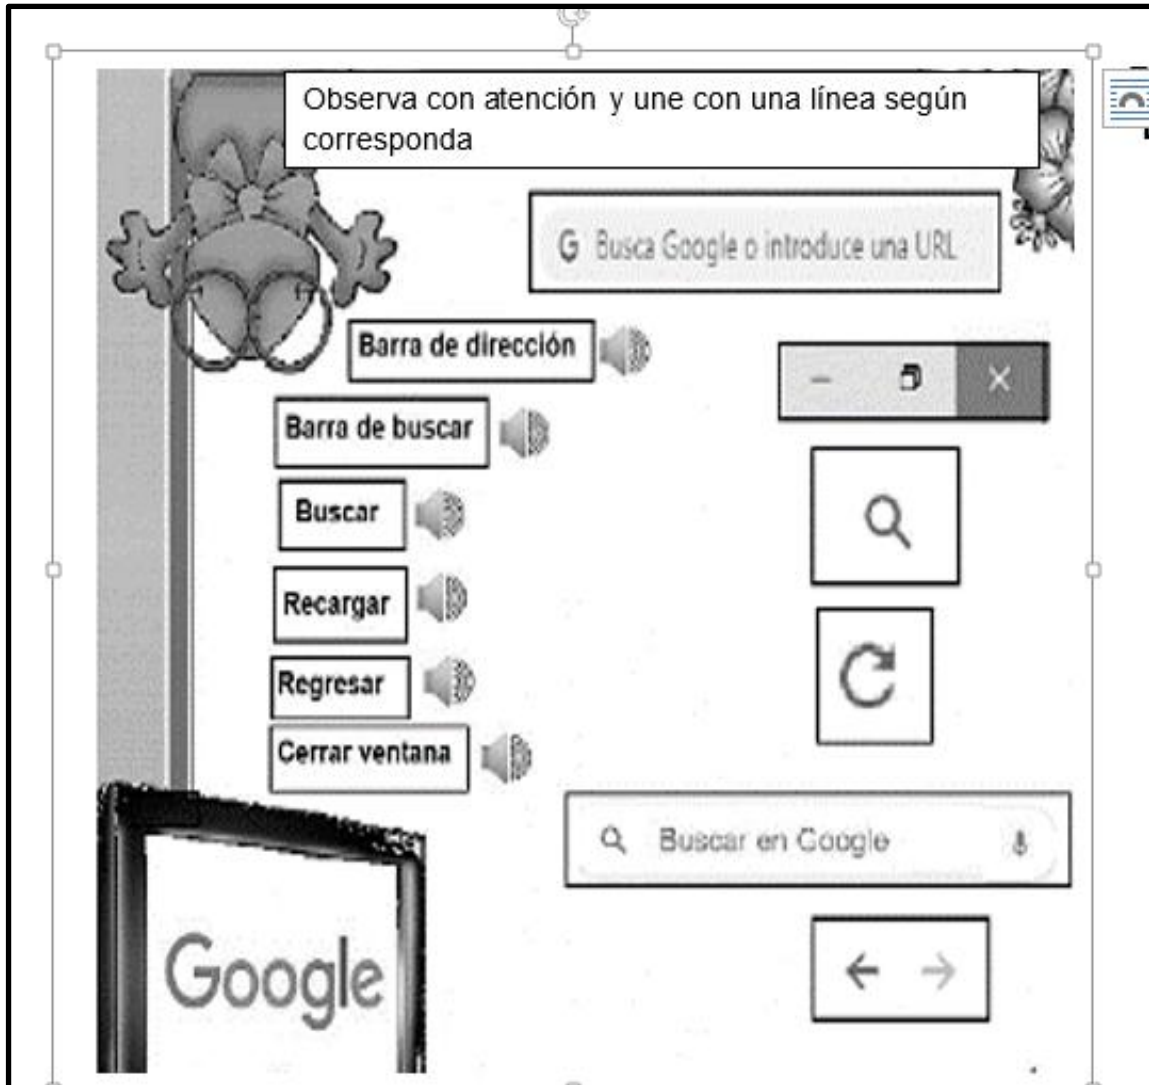 Observa con atención y une con una línea según
corresponda
G Busca Google o introduce una URL
Barra de dirección
Barra de buscar
Buscar
Recargar
Regresar
Cerrar ventana
Buscar en Google
Google